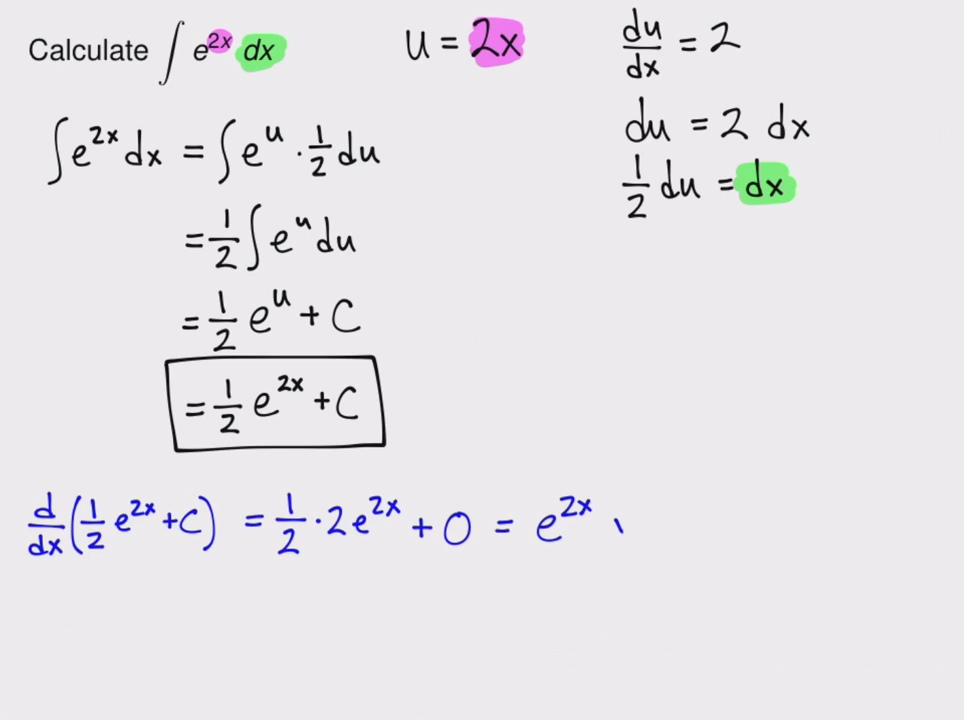 Calculate ∫ e^{2x} dx
u = 2x
du/dx = 2
du = 2 dx
1/2 du = dx
∫e^{2x} dx = ∫e^u · 1/2 du
= 1/2 ∫e^u du
= 1/2 e^u + C
= 1/2 e^{2x} + C
d/dx (1/2 e^{2x} + C) = 1/2 · 2e^{2x} + 0 = e^{2x}